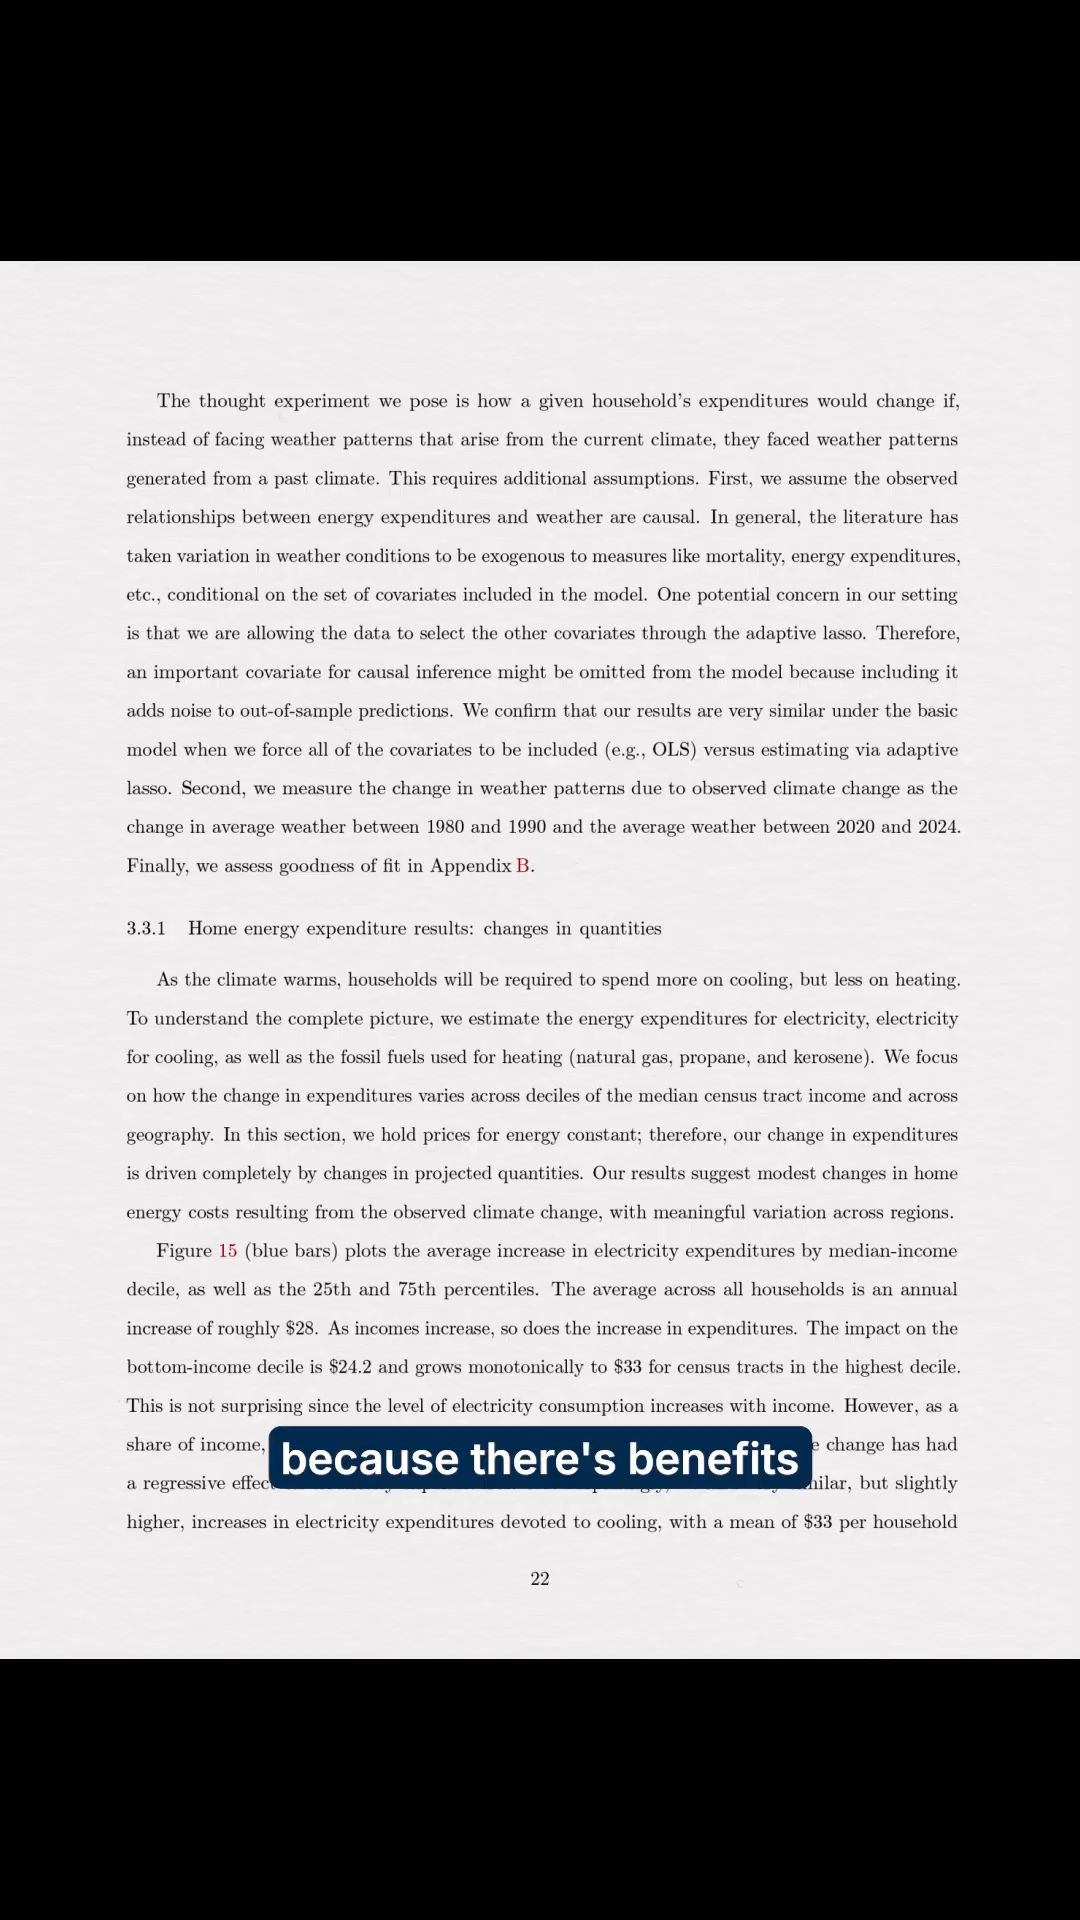 The thought experiment we pose is how a given household's expenditures would change if,
instead of facing weather patterns that arise from the current climate, they faced weather patterns
generated from a past climate. This requires additional assumptions. First, we assume the observed
relationships between energy expenditures and weather are causal. In general, the literature has
taken variation in weather conditions to be exogenous to measures like mortality, energy expenditures,
etc., conditional on the set of covariates included in the model. One potential concern in our setting
is that we are allowing the data to select the other covariates through the adaptive lasso. Therefore,
an important covariate for causal inference might be omitted from the model because including it
adds noise to out-of-sample predictions. We confirm that our results are very similar under the basic
model when we force all of the covariates to be included (e.g., OLS) versus estimating via adaptive
lasso. Second, we measure the change in weather patterns due to observed climate change as the
change in average weather between 1980 and 1990 and the average weather between 2020 and 2024.
Finally, we assess goodness of fit in Appendix B.
3.3.1 Home energy expenditure results: changes in quantities
As the climate warms, households will be required to spend more on cooling, but less on heating.
To understand the complete picture, we estimate the energy expenditures for electricity, electricity
for cooling, as well as the fossil fuels used for heating (natural gas, propane, and kerosene). We focus
on how the change in expenditures varies across deciles of the median census tract income and across
geography. In this section, we hold prices for energy constant; therefore, our change in expenditures
is driven completely by changes in projected quantities. Our results suggest modest changes in home
energy costs resulting from the observed climate change, with meaningful variation across regions.
Figure 15 (blue bars) plots the average increase in electricity expenditures by median-income
decile, as well as the 25th and 75th percentiles. The average across all households is an annual
increase of roughly $28. As incomes increase, so does the increase in expenditures. The impact on the
bottom-income decile is $24.2 and grows monotonically to $33 for census tracts in the highest decile.
This is not surprising since the level of electricity consumption increases with income. However, as a
share of income, change has had
because there's benefits
a regressive but slightly
higher, increases in electricity expenditures devoted to cooling, with a mean of $33 per household
22